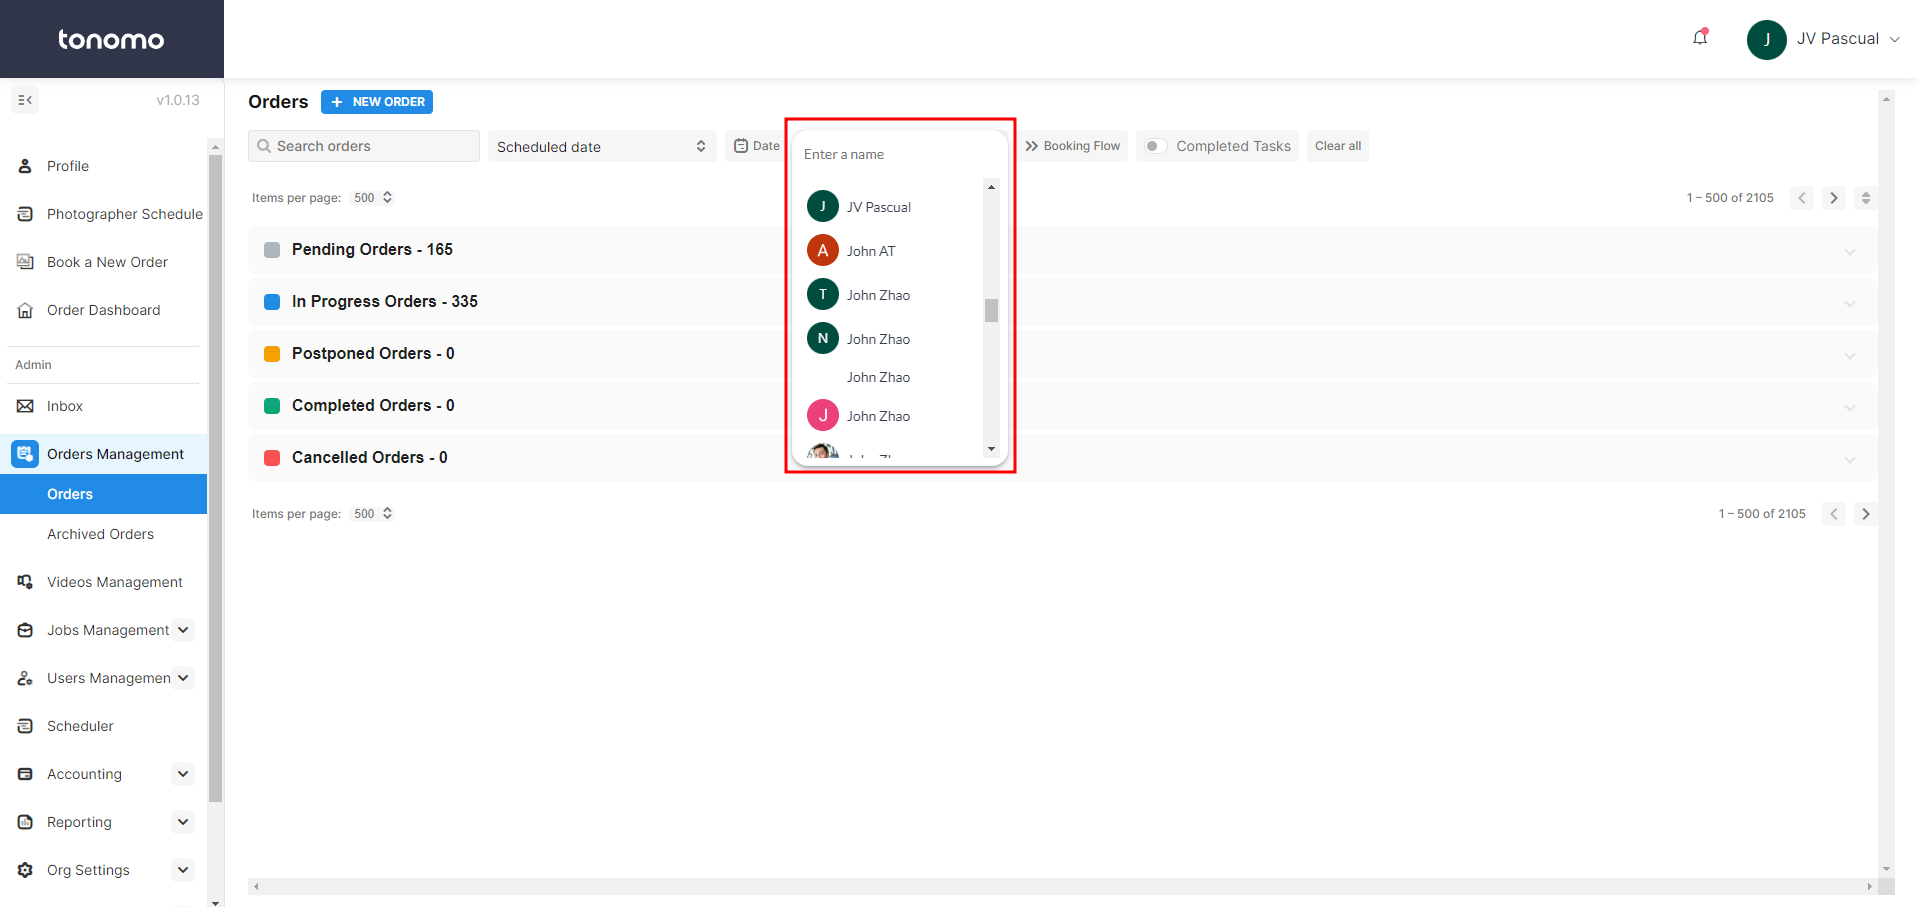 tonomo
JV Pascual
J
v1.0.13
Profile
Photographer Schedule
Book a New Order
Order Dashboard
Admin
Inbox
Orders Management
Orders
Archived Orders
Videos Management
Jobs Management
Users Managemen
Scheduler
Accounting
Reporting
Org Settings
Orders
+ NEW ORDER
Search orders
Scheduled date
Date
Booking Flow
Completed Tasks
Clear all
Items per page: 500
1 – 500 of 2105
Pending Orders - 165
In Progress Orders - 335
Postponed Orders - 0
Completed Orders - 0
Cancelled Orders - 0
Enter a name
J JV Pascual
A John AT
T John Zhao
N John Zhao
John Zhao
J John Zhao
Items per page: 500
1 – 500 of 2105